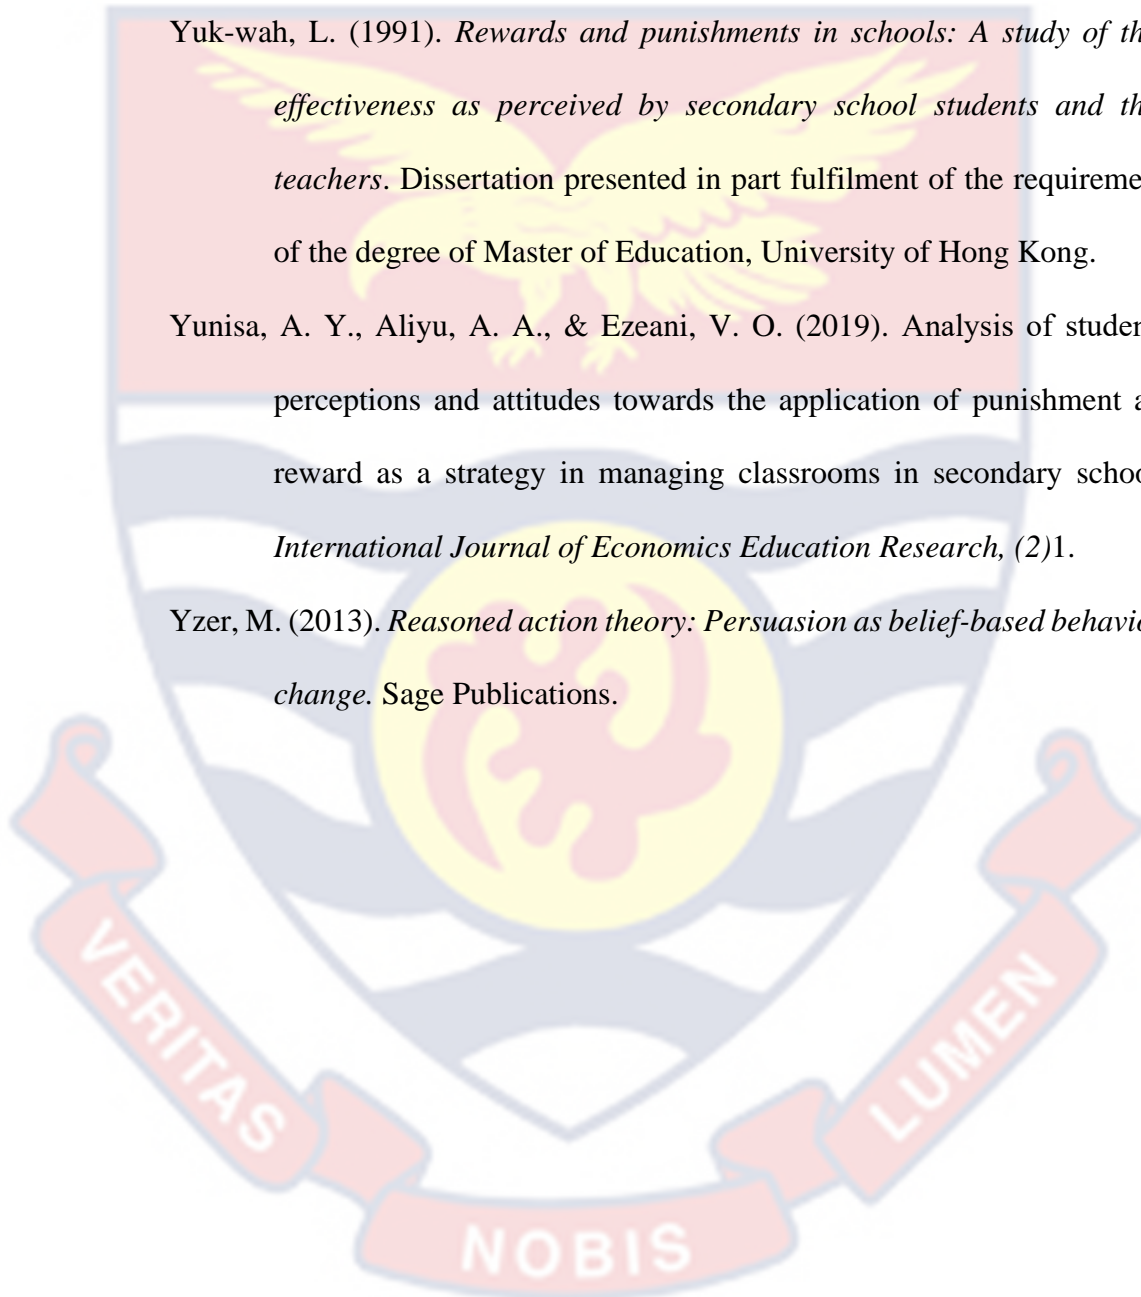 Yuk-wah, L. (1991). Rewards and punishments in schools: A study of th
effectiveness as perceived by secondary school students and th
teachers. Dissertation presented in part fulfilment of the requireme
of the degree of Master of Education, University of Hong Kong.
Yunisa, A. Y., Aliyu, A. A., & Ezeani, V. O. (2019). Analysis of studen
perceptions and attitudes towards the application of punishment a
reward as a strategy in managing classrooms in secondary schoo
International Journal of Economics Education Research, (2)1.
Yzer, M. (2013). Reasoned action theory: Persuasion as belief-based behavio
change. Sage Publications.
VERITAS
NOBIS
LUMEN